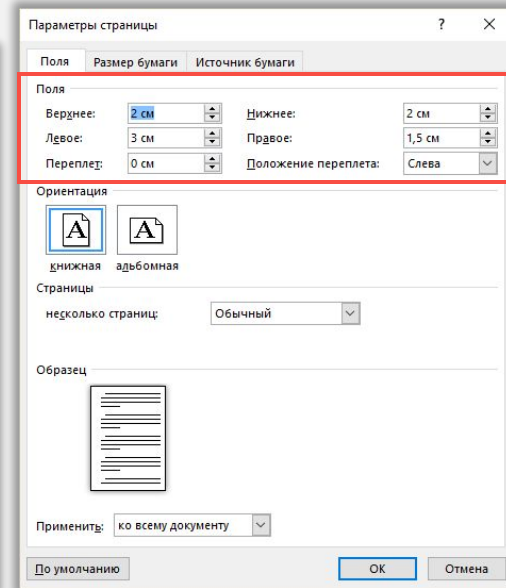 Параметры страницы ? ×
Поля Размер бумаги Источник бумаги
Поля
Верхнее: 2 см Нижнее: 2 см
Левое: 3 см Правое: 1,5 см
Переплет: 0 см Положение переплета: Слева
Ориентация
A A
книжная альбомная
Страницы
несколько страниц: Обычный
Образец
Применить: ко всему документу
По умолчанию ОК Отмена